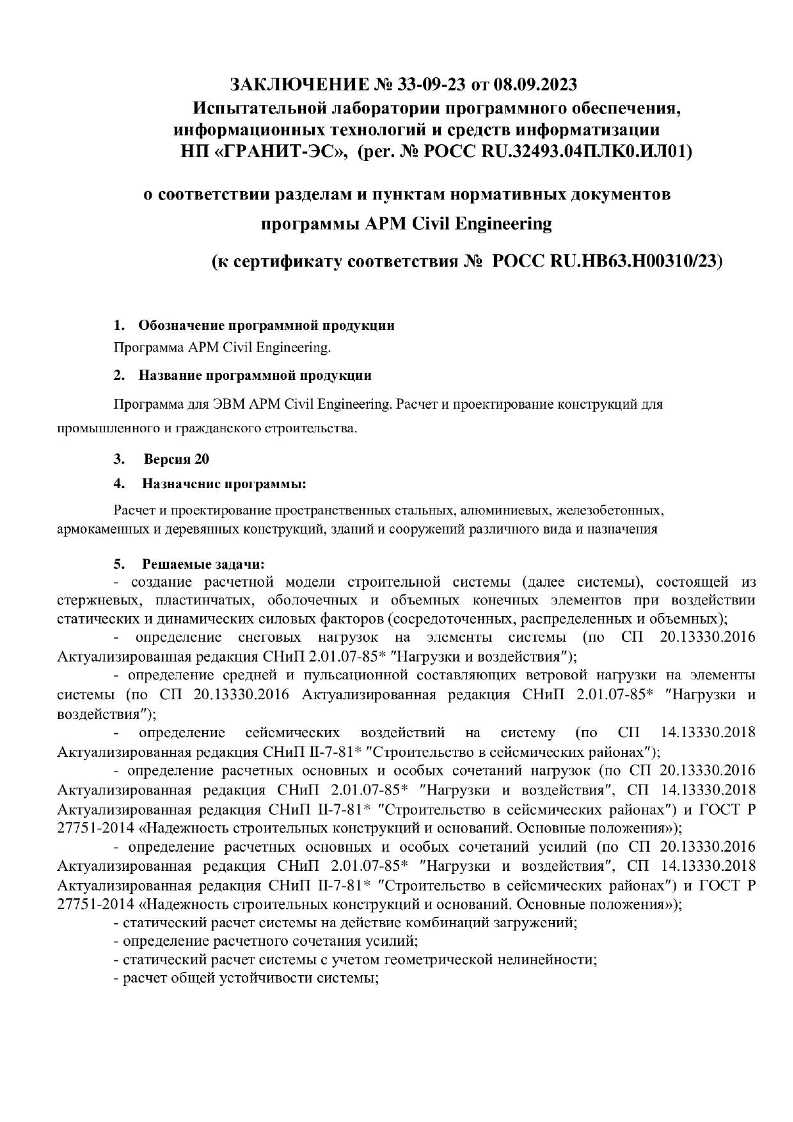 ЗАКЛЮЧЕНИЕ № 33-09-23 от 08.09.2023
Испытательной лаборатории программного обеспечения,
информационных технологий и средств информатизации
НП «ГРАНИТ-ЭС», (рег. № РОСС RU.32493.04ПЛК0.ИЛ01)
о соответствии разделам и пунктам нормативных документов
программы APM Civil Engineering
(к сертификату соответствия № РОСС RU.НВ63.Н00310/23)
1. Обозначение программной продукции
Программа APM Civil Engineering.
2. Название программной продукции
Программа для ЭВМ APM Civil Engineering. Расчет и проектирование конструкций для
промышленного и гражданского строительства.
3. Версия 20
4. Назначение программы:
Расчет и проектирование пространственных стальных, алюминиевых, железобетонных,
армокаменных и деревянных конструкций, зданий и сооружений различного вида и назначения
5. Решаемые задачи:
- создание расчетной модели строительной системы (далее системы), состоящей из
стержневых, пластинчатых, оболочечных и объемных конечных элементов при воздействии
статических и динамических силовых факторов (сосредоточенных, распределенных и объемных);
- определение снеговых нагрузок на элементы системы (по СП 20.13330.2016
Актуализированная редакция СНиП 2.01.07-85* "Нагрузки и воздействия");
- определение средней и пульсационной составляющих ветровой нагрузки на элементы
системы (по СП 20.13330.2016 Актуализированная редакция СНиП 2.01.07-85* "Нагрузки и
воздействия");
- определение сейсмических воздействий на систему (по СП 14.13330.2018
Актуализированная редакция СНиП II-7-81* "Строительство в сейсмических районах");
- определение расчетных основных и особых сочетаний нагрузок (по СП 20.13330.2016
Актуализированная редакция СНиП 2.01.07-85* "Нагрузки и воздействия", СП 14.13330.2018
Актуализированная редакция СНиП II-7-81* "Строительство в сейсмических районах") и ГОСТ Р
27751-2014 «Надежность строительных конструкций и оснований. Основные положения»);
- определение расчетных основных и особых сочетаний усилий (по СП 20.13330.2016
Актуализированная редакция СНиП 2.01.07-85* "Нагрузки и воздействия", СП 14.13330.2018
Актуализированная редакция СНиП II-7-81* "Строительство в сейсмических районах") и ГОСТ Р
27751-2014 «Надежность строительных конструкций и оснований. Основные положения»);
- статический расчет системы на действие комбинаций загружений;
- определение расчетного сочетания усилий;
- статический расчет системы с учетом геометрической нелинейности;
- расчет общей устойчивости системы;